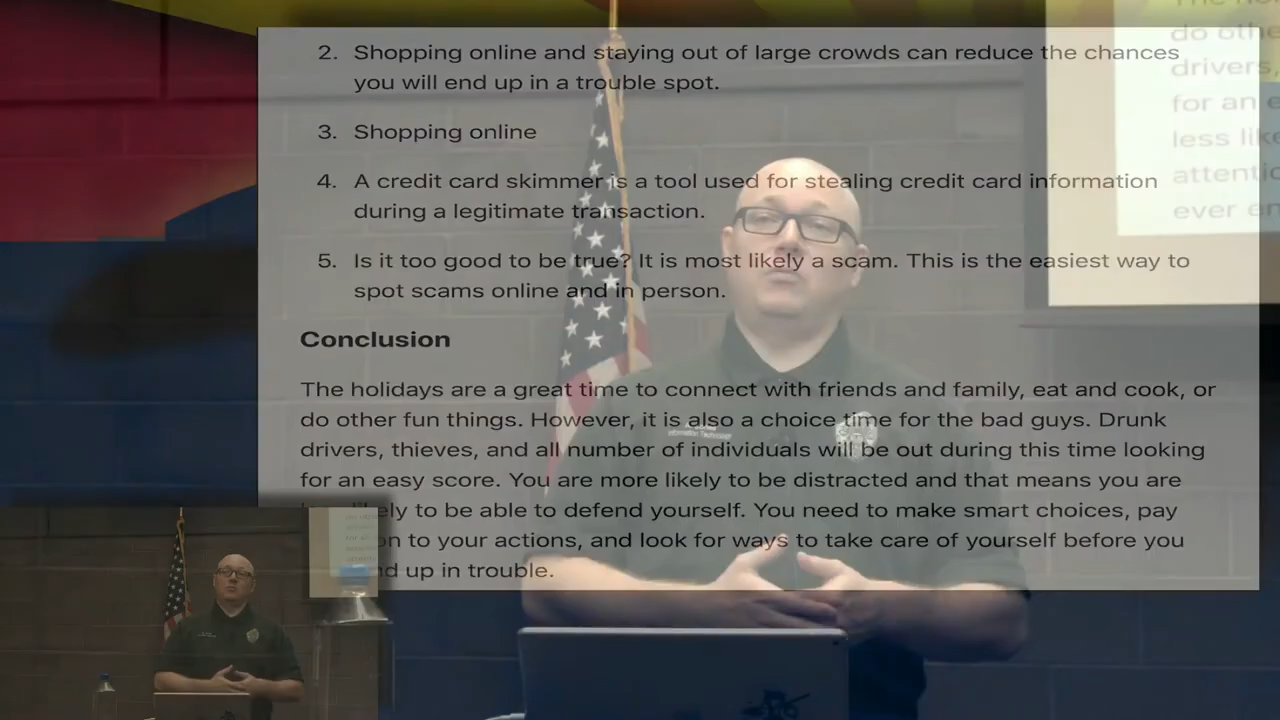 2. Shopping online and staying out of large crowds can reduce the chances
you will end up in a trouble spot.
3. Shopping online
4. A credit card skimmer is a tool used for stealing credit card information
during a legitimate transaction.
5. Is it too good to be true? It is most likely a scam. This is the easiest way to
spot scams online and in person.
Conclusion
The holidays are a great time to connect with friends and family, eat and cook, or
do other fun things. However, it is also a choice time for the bad guys. Drunk
drivers, thieves, and all number of individuals will be out during this time looking
for an easy score. You are more likely to be distracted and that means you are
likely to be able to defend yourself. You need to make smart choices, pay
to your actions, and look for ways to take care of yourself before you
up in trouble.
do
drivers,
for an
less
ever
Information